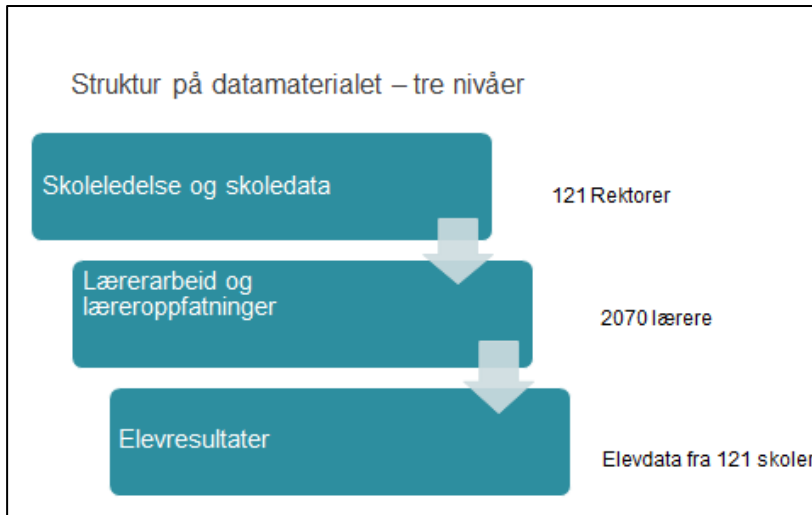 Struktur på datamaterialet – tre nivåer
Skoleledelse og skoledata
121 Rektorer
Lærerarbeid og
læreroppfatninger
2070 lærere
Elevresultater
Elevdata fra 121 skoler